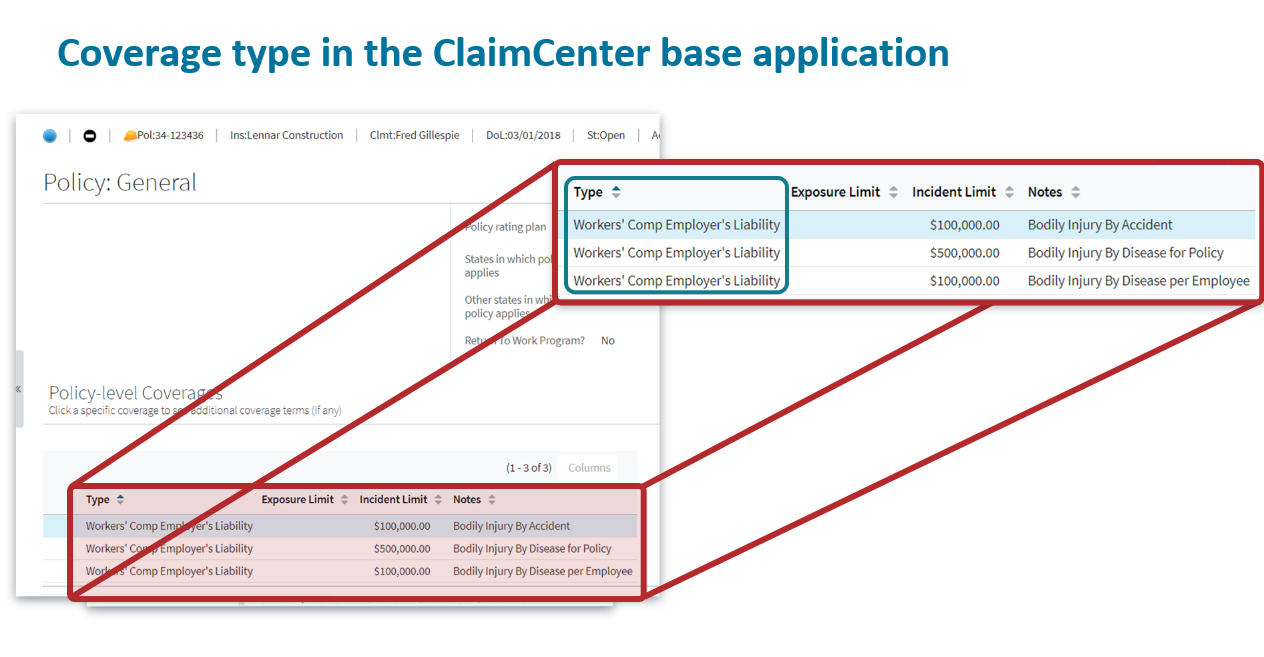 Coverage type in the ClaimCenter base application
Pol:34-123436 Ins:Lennar Construction Clmt:Fred Gillespie DoL:03/01/2018 St:Open
Policy: General
Policy rating plan
States in which
applies
Other states in
policy applies
Return To Work Program? No
Type Exposure Limit Incident Limit Notes
Workers' Comp Employer's Liability $100,000.00 Bodily Injury By Accident
Workers' Comp Employer's Liability $500,000.00 Bodily Injury By Disease for Policy
Workers' Comp Employer's Liability $100,000.00 Bodily Injury By Disease per Employee
Policy-level Coverages
Click a specific coverage to see additional coverage terms (if any)
(1 - 3 of 3) Columns
Type Exposure Limit Incident Limit Notes
Workers' Comp Employer's Liability $100,000.00 Bodily Injury By Accident
Workers' Comp Employer's Liability $500,000.00 Bodily Injury By Disease for Policy
Workers' Comp Employer's Liability $100,000.00 Bodily Injury By Disease per Employee